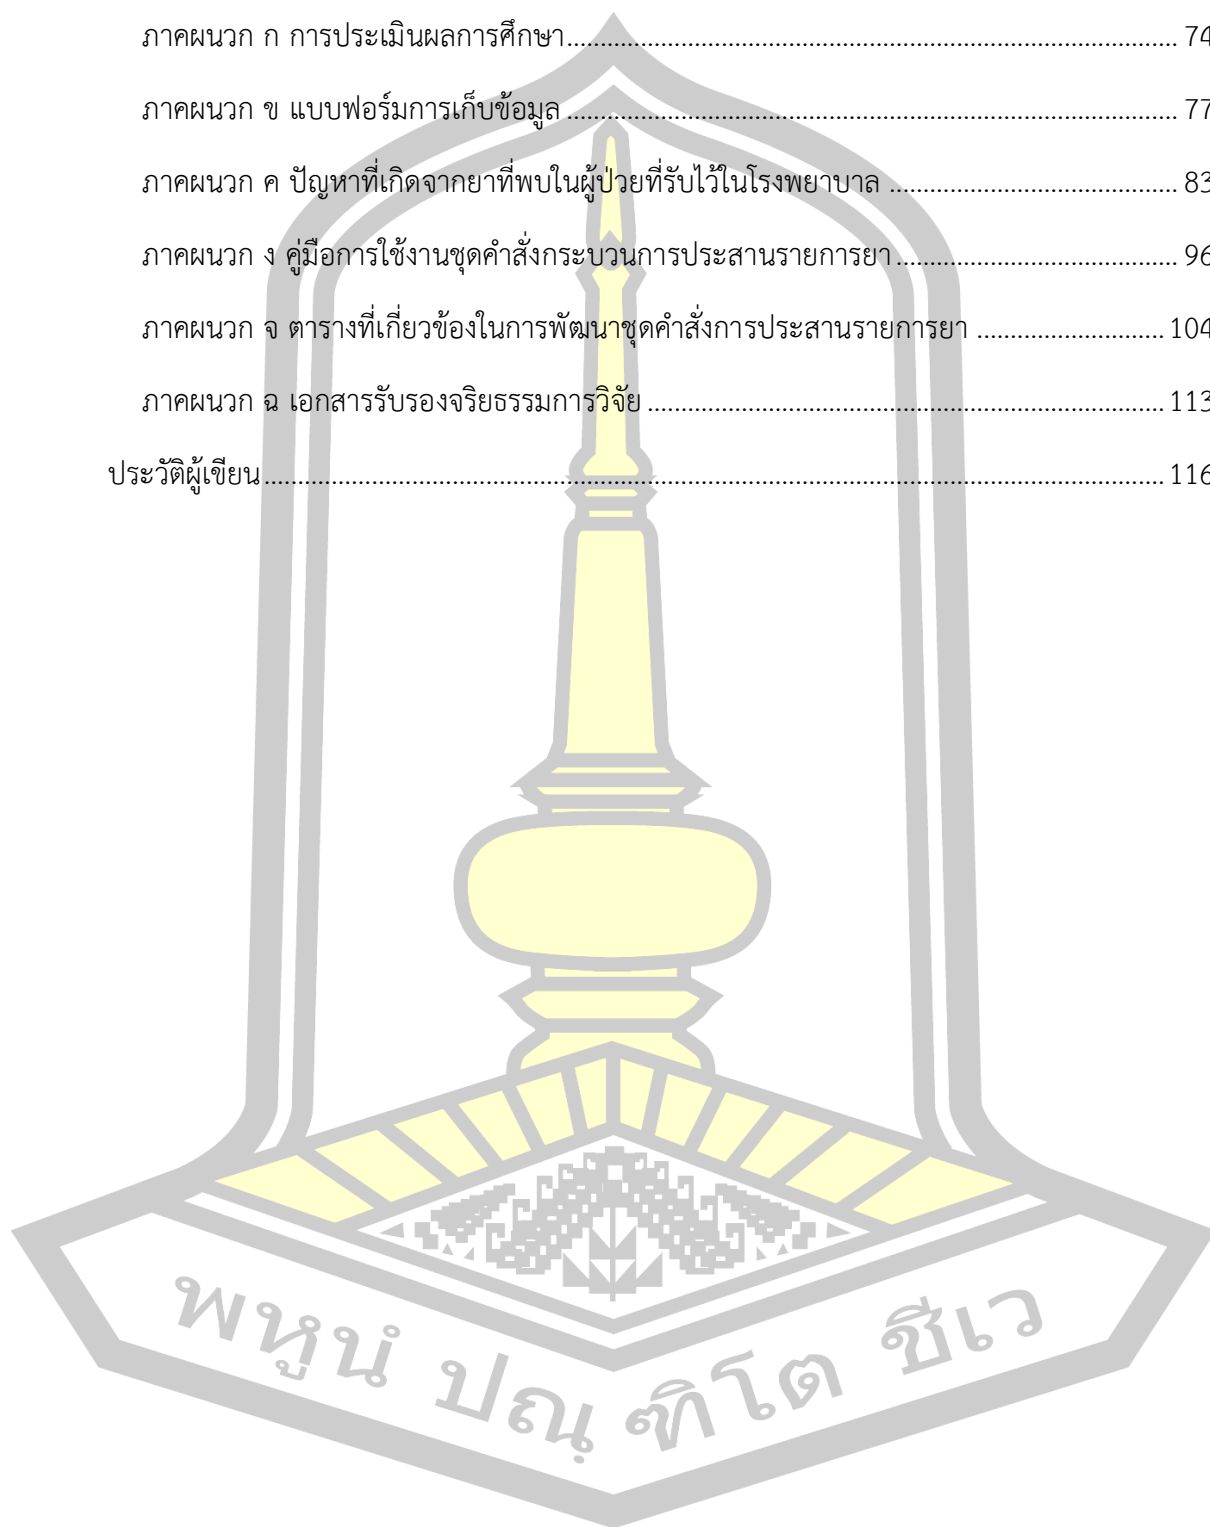 ภาคผนวก ก การประเมินผลการศึกษา........................................................................................ 74
ภาคผนวก ข แบบฟอร์มการเก็บข้อมูล........................................................................................ 77
ภาคผนวก ค ปัญหาที่เกิดจากยาที่พบในผู้ป่วยที่รับไว้ในโรงพยาบาล.......................................... 83
ภาคผนวก ง คู่มือการใช้งานชุดคำสั่งกระบวนการประสานรายการยา......................................... 96
ภาคผนวก จ ตารางที่เกี่ยวข้องในการพัฒนาชุดคำสั่งการประสานรายการยา........................... 104
ภาคผนวก ฉ เอกสารรับรองจริยธรรมการวิจัย.......................................................................... 113
ประวัติผู้เขียน................................................................................................................................. 116
พหูนํ ปณฺฑิโต ชีเว